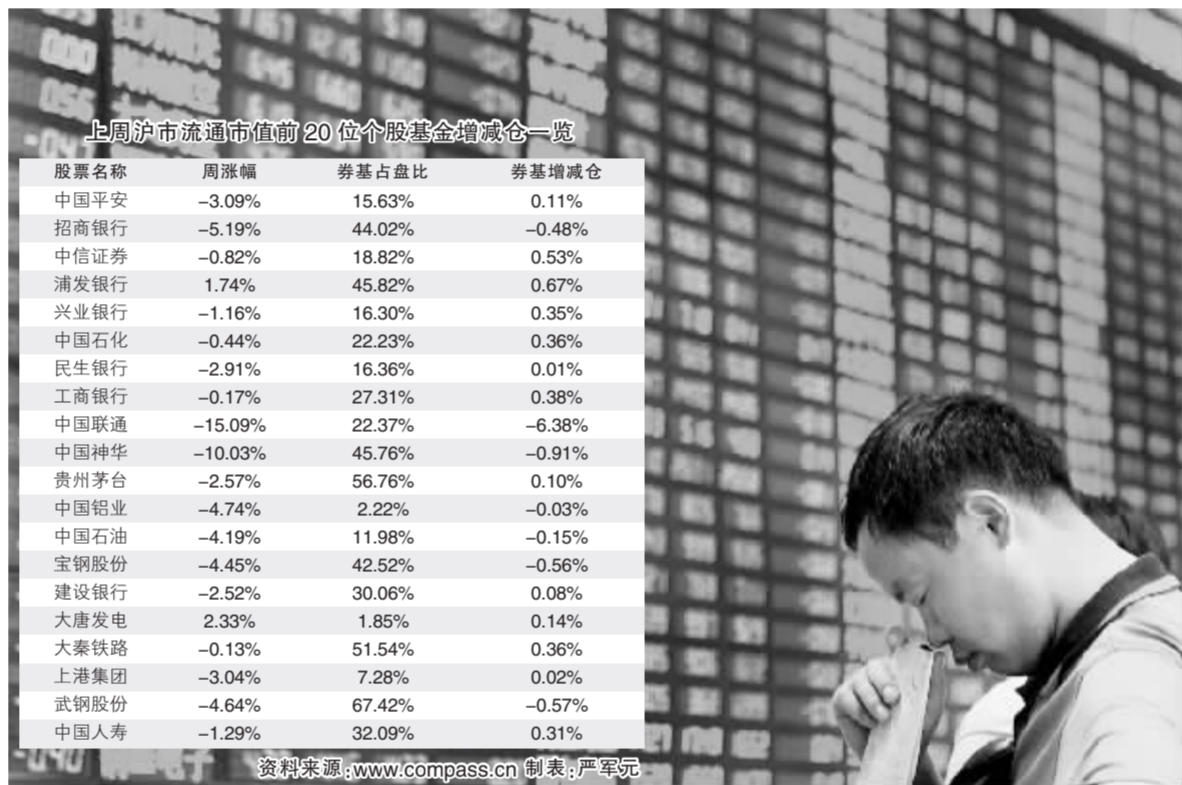 上周沪市流通市值前 20 位个股基金增减仓一览
股票名称 周涨幅 券基占盘比 券基增减仓
中国平安 −3.09% 15.63% 0.11%
招商银行 −5.19% 44.02% −0.48%
中信证券 −0.82% 18.82% 0.53%
浦发银行 1.74% 45.82% 0.67%
兴业银行 −1.16% 16.30% 0.35%
中国石化 −0.44% 22.23% 0.36%
民生银行 −2.91% 16.36% 0.01%
工商银行 −0.17% 27.31% 0.38%
中国联通 −15.09% 22.37% −6.38%
中国神华 −10.03% 45.76% −0.91%
贵州茅台 −2.57% 56.76% 0.10%
中国铝业 −4.74% 2.22% −0.03%
中国石油 −4.19% 11.98% −0.15%
宝钢股份 −4.45% 42.52% −0.56%
建设银行 −2.52% 30.06% 0.08%
大唐发电 2.33% 1.85% 0.14%
大秦铁路 −0.13% 51.54% 0.36%
上港集团 −3.04% 7.28% 0.02%
武钢股份 −4.64% 67.42% −0.57%
中国人寿 −1.29% 32.09% 0.31%
资料来源:www.compass.cn 制表:严军元